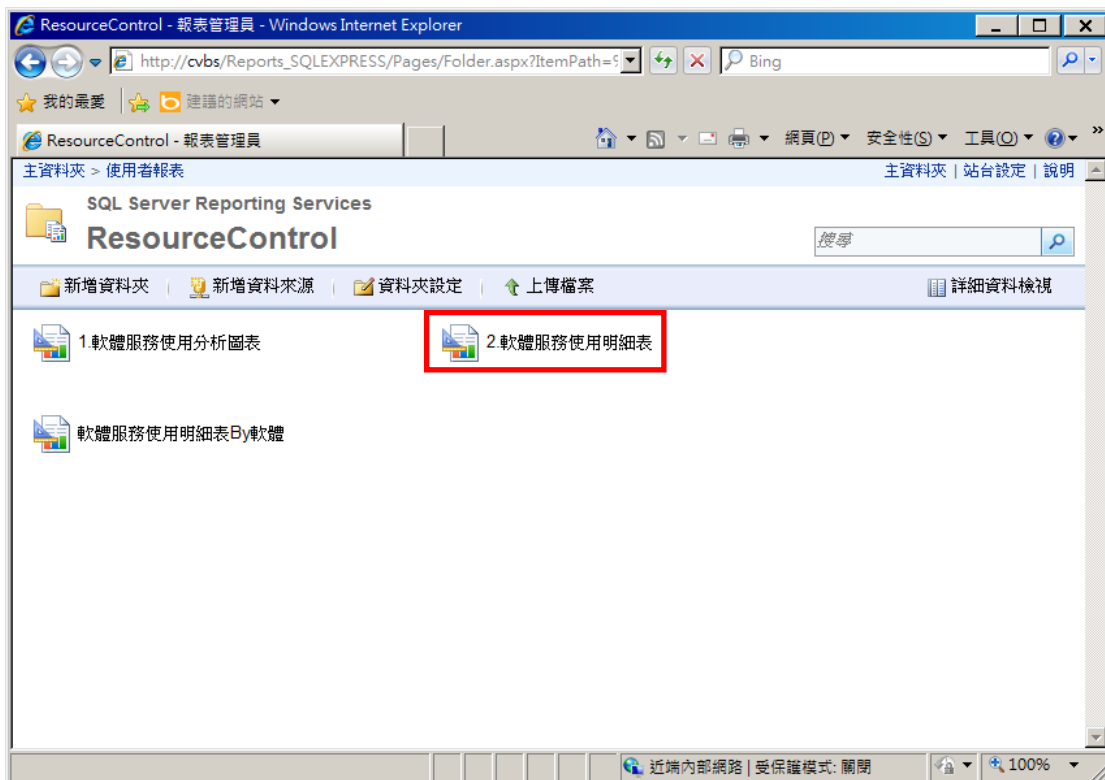 ResourceControl - 報表管理員 - Windows Internet Explorer
http://cvbs/Reports_SQLEXPRESS/Pages/Folder.aspx?ItemPath=% Bing
我的最愛 建議的網站
ResourceControl - 報表管理員 網頁(P) 安全性(S) 工具(O) »
主資料夾 > 使用者報表 主資料夾 | 站台設定 | 說明
SQL Server Reporting Services
ResourceControl
搜尋
新增資料夾 | 新增資料來源 | 資料夾設定 | 上傳檔案 詳細資料檢視
1.軟體服務使用分析圖表 2.軟體服務使用明細表
軟體服務使用明細表By軟體
近端內部網路 | 受保護模式: 關閉 100%